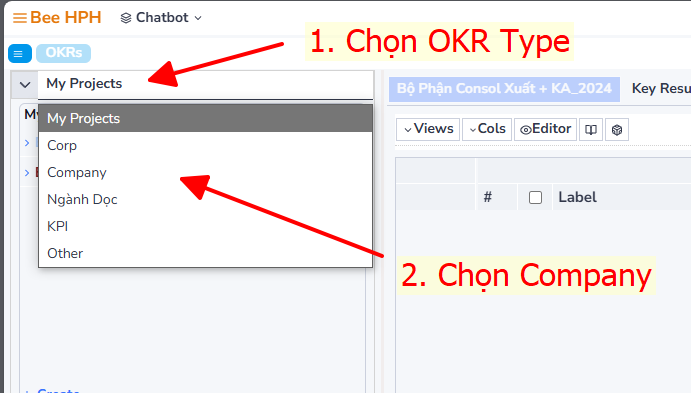 Bee HPH
Chatbot
OKRs
1. Chọn OKR Type
My Projects
Bộ Phận Consol Xuất + KA_2024
Key Resu
My Projects
Corp
Company
Ngành Dọc
KPI
Other
Views
Cols
Editor
#
Label
2. Chọn Company
+ Create